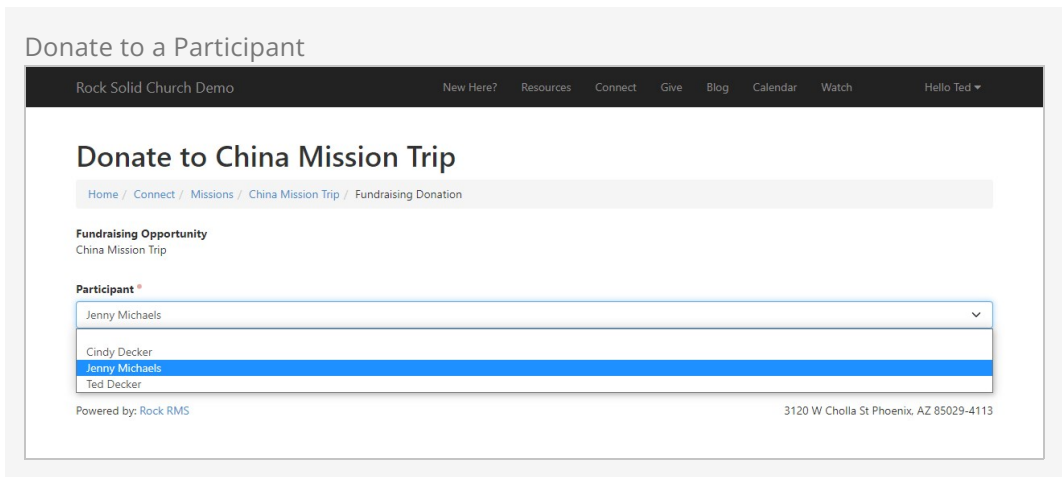 Donate to a Participant
Rock Solid Church Demo New Here? Resources Connect Give Blog Calendar Watch Hello Ted
Donate to China Mission Trip
Home / Connect / Missions / China Mission Trip / Fundraising Donation
Fundraising Opportunity
China Mission Trip
Participant
Jenny Michaels
Cindy Decker
Jenny Michaels
Ted Decker
Powered by: Rock RMS 3120 W Cholla St Phoenix, AZ 85029-4113